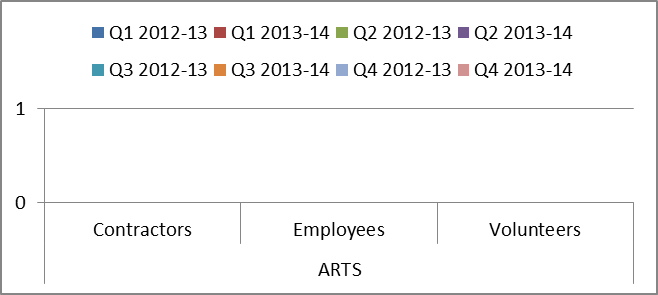 Q1 2012-13 Q1 2013-14 Q2 2012-13 Q2 2013-14
Q3 2012-13 Q3 2013-14 Q4 2012-13 Q4 2013-14
1
0
Contractors Employees Volunteers
ARTS